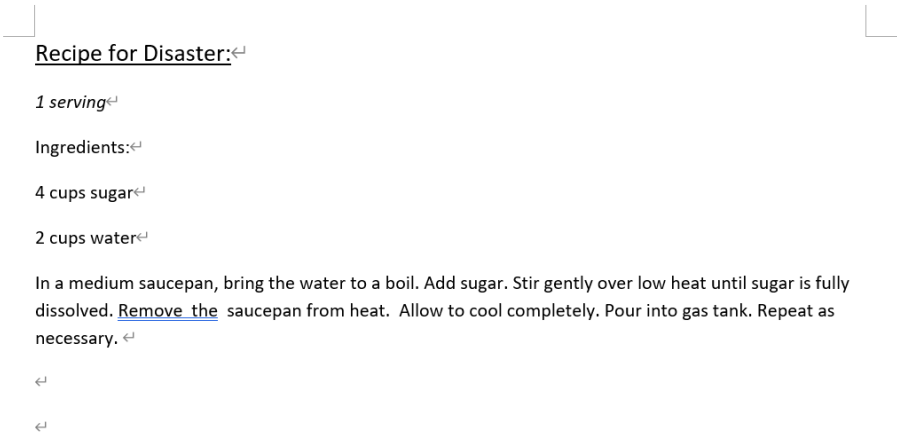 Recipe for Disaster:
1 serving
Ingredients:
4 cups sugar
2 cups water
In a medium saucepan, bring the water to a boil. Add sugar. Stir gently over low heat until sugar is fully
dissolved. Remove  the  saucepan from heat.  Allow to cool completely. Pour into gas tank. Repeat as
necessary.